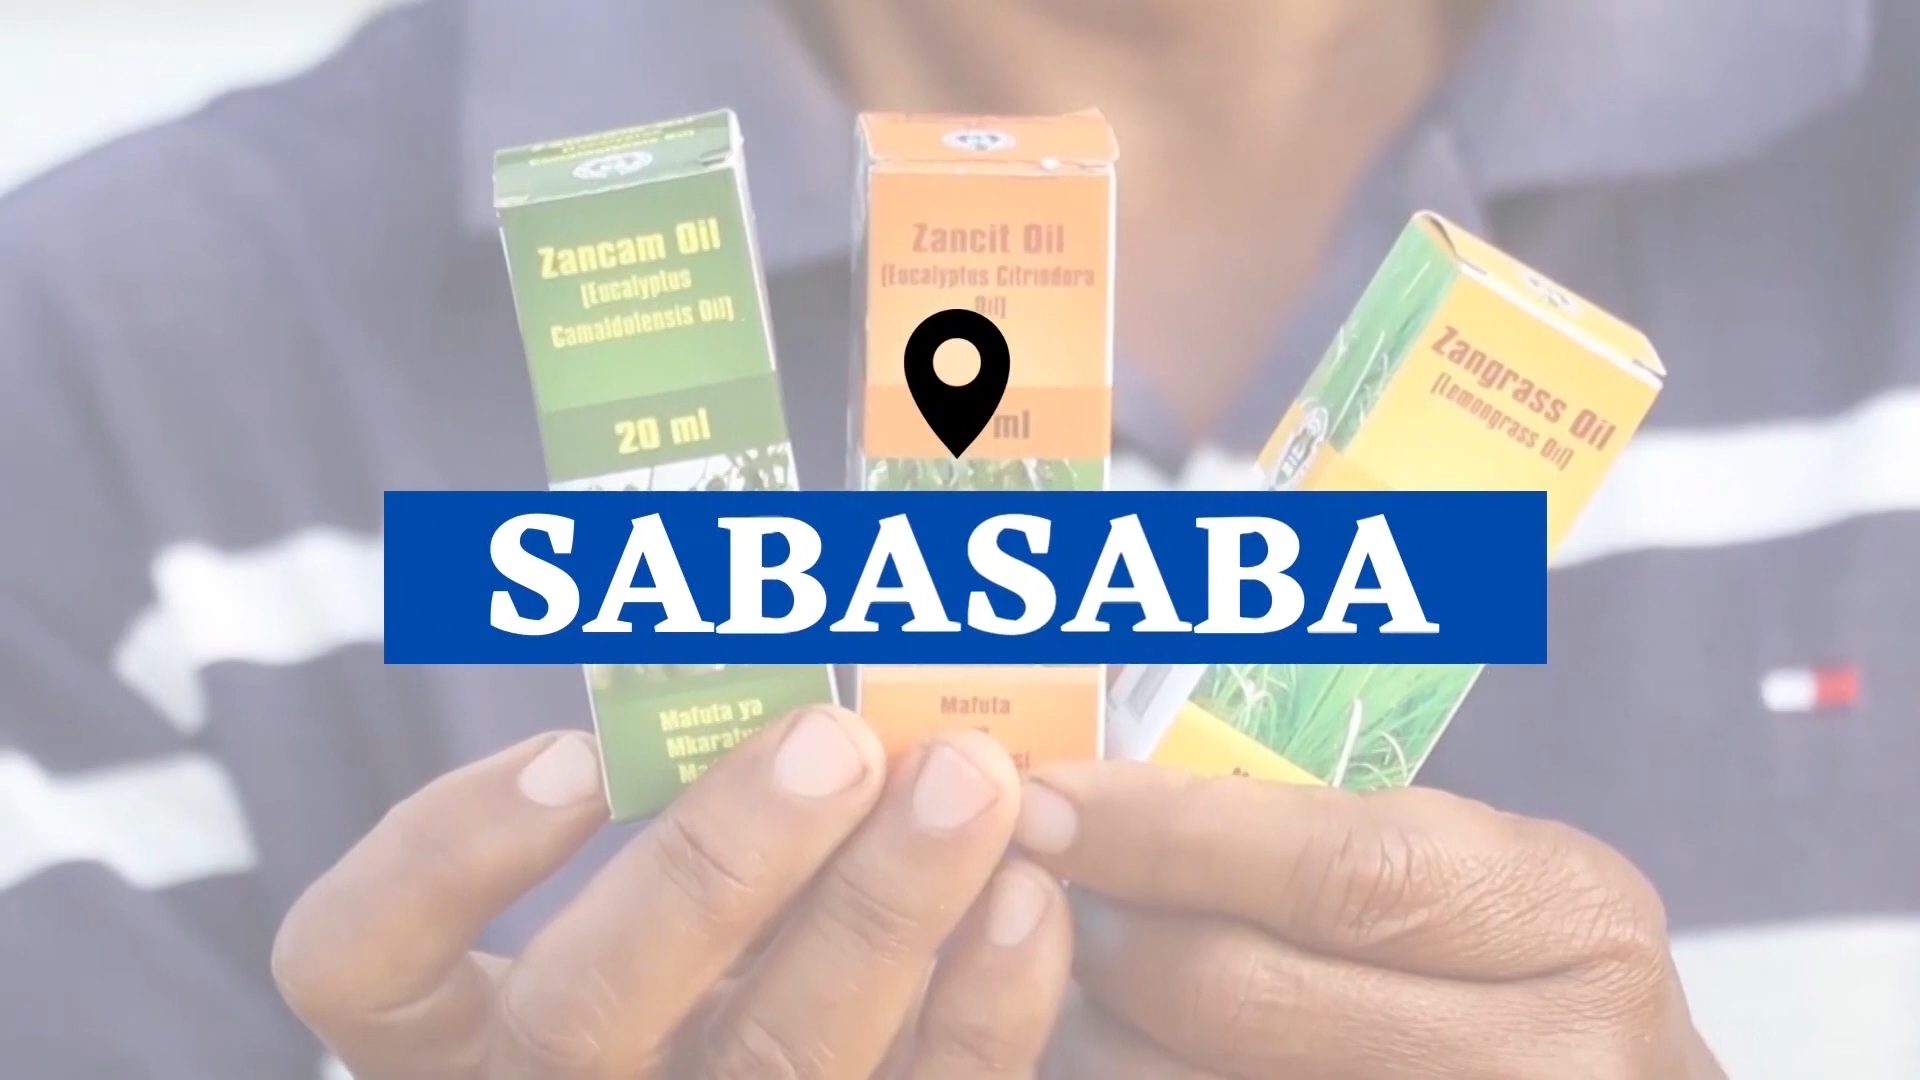 Zancam Oil
[Eucalyptus
Camaldulensis Oil]
20 ml
Mafuta ya
Zancit Oil
[Eucalyptus Citriodora
Oil]
ml
Mafuta
Zangrass Oil
[Lemongrass Oil]
SABASABA